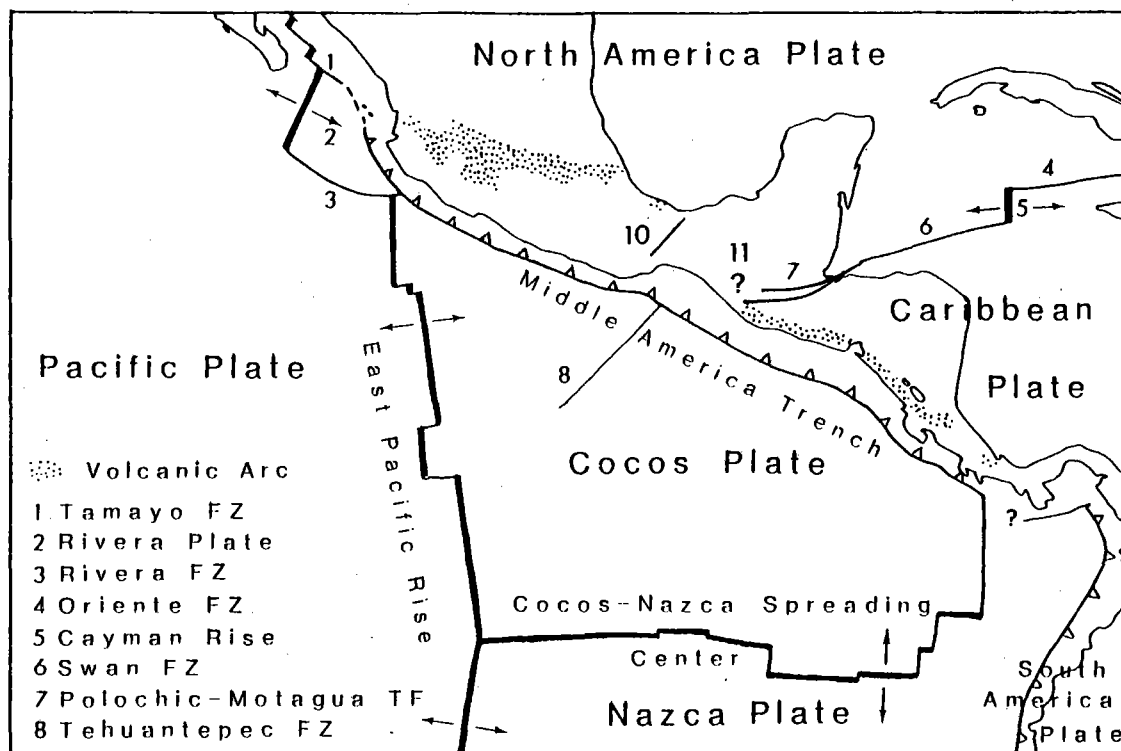 North America Plate
1
2
3
4
5
6
10
11
?
7
Middle America Trench
Caribbean
Plate
Pacific Plate
East Pacific Rise
8
Cocos Plate
?
Volcanic Arc
1 Tamayo FZ
2 Rivera Plate
3 Rivera FZ
4 Oriente FZ
5 Cayman Rise
6 Swan FZ
7 Polochic-Motagua TF
8 Tehuantepec FZ
Cocos-Nazca Spreading
Center
Nazca Plate
South
America
Plate